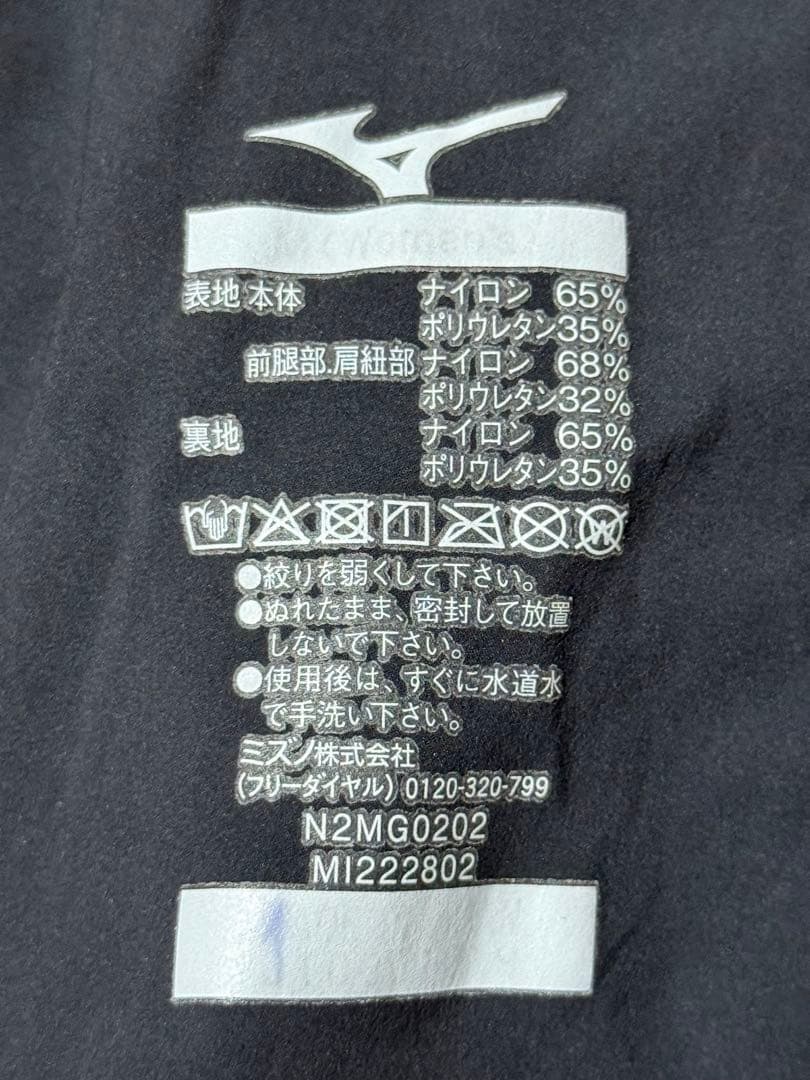 表地 本体 ナイロン 65%
ポリウレタン35%
前腿部.肩紐部 ナイロン 68%
ポリウレタン32%
裏地 ナイロン 65%
ポリウレタン35%
●絞りを弱くして下さい。
●ぬれたまま、密封して放置
しないで下さい。
●使用後は、すぐに水道水
で手洗い下さい。
ミズノ株式会社
(フリーダイヤル) 0120-320-799
N2MG0202
MI222802